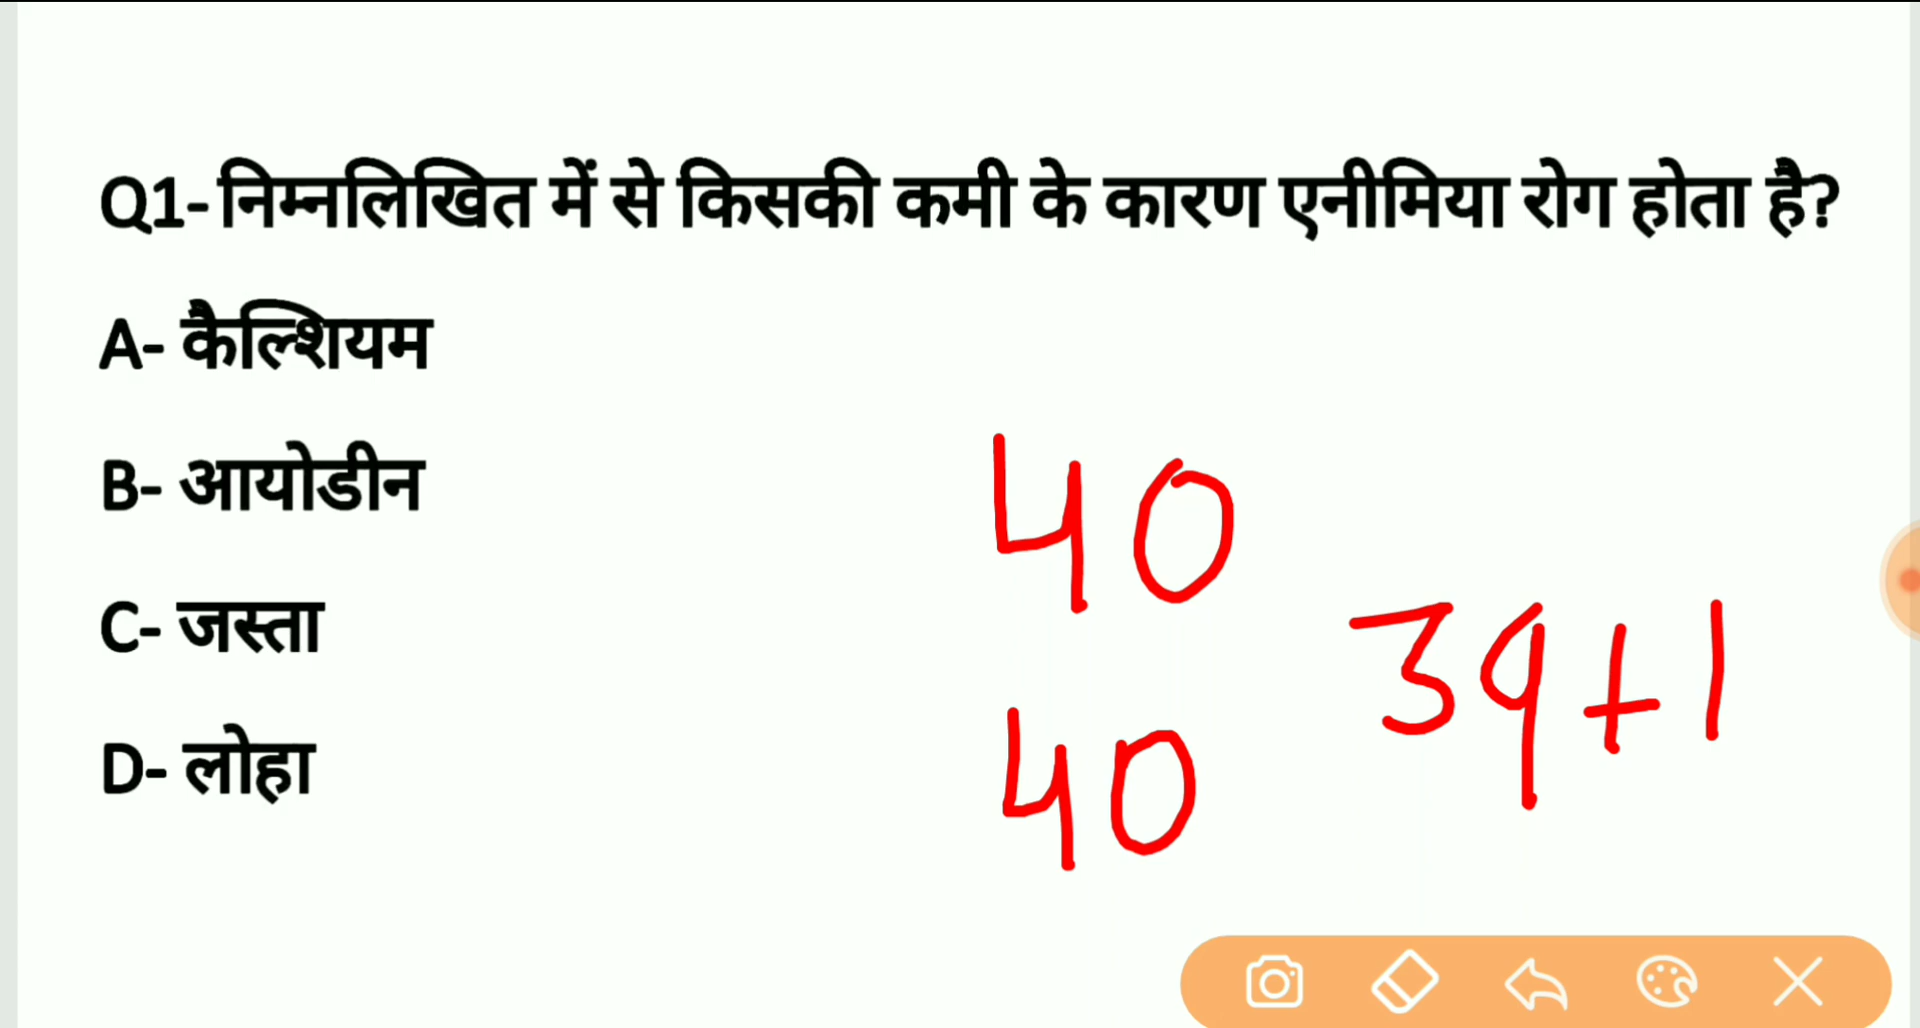 Q1-निम्नलिखित में से किसकी कमी के कारण एनीमिया रोग होता है?
A- कैल्शियम
B- आयोडीन
C- जस्ता
D- लोहा
40
39+1
40